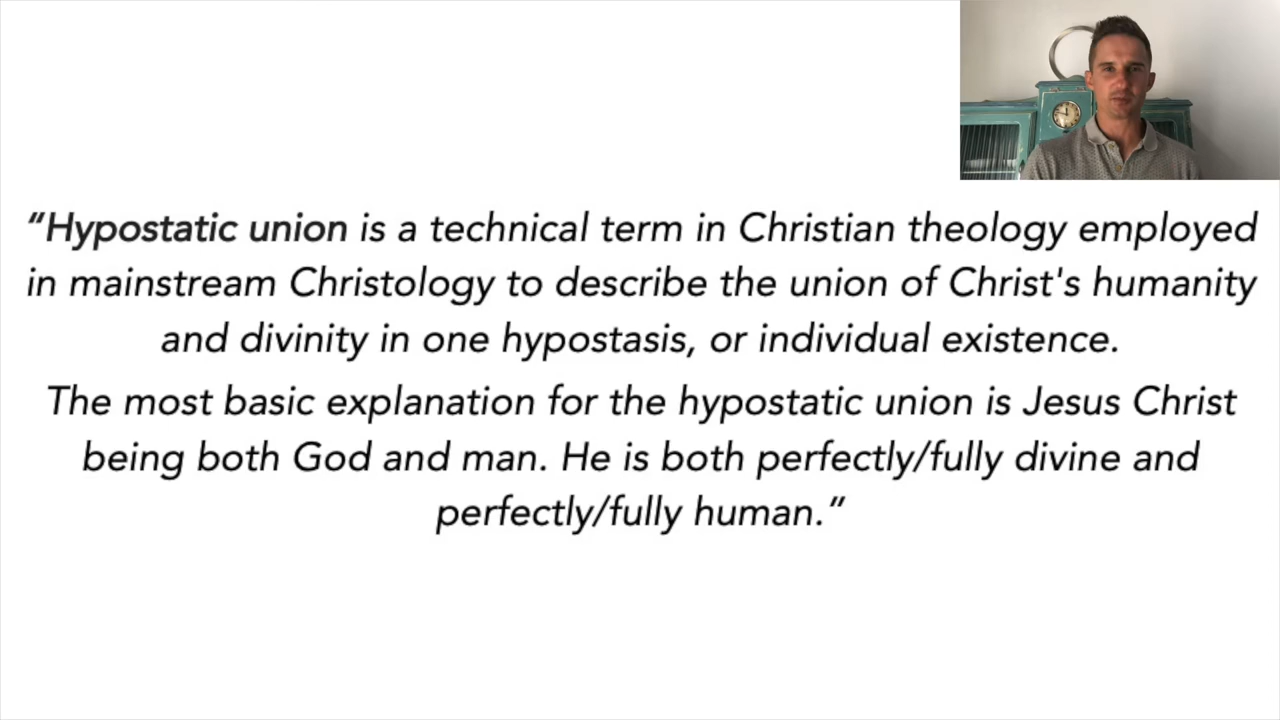 “Hypostatic union is a technical term in Christian theology employed
in mainstream Christology to describe the union of Christ's humanity
and divinity in one hypostasis, or individual existence.
The most basic explanation for the hypostatic union is Jesus Christ
being both God and man. He is both perfectly/fully divine and
perfectly/fully human.”